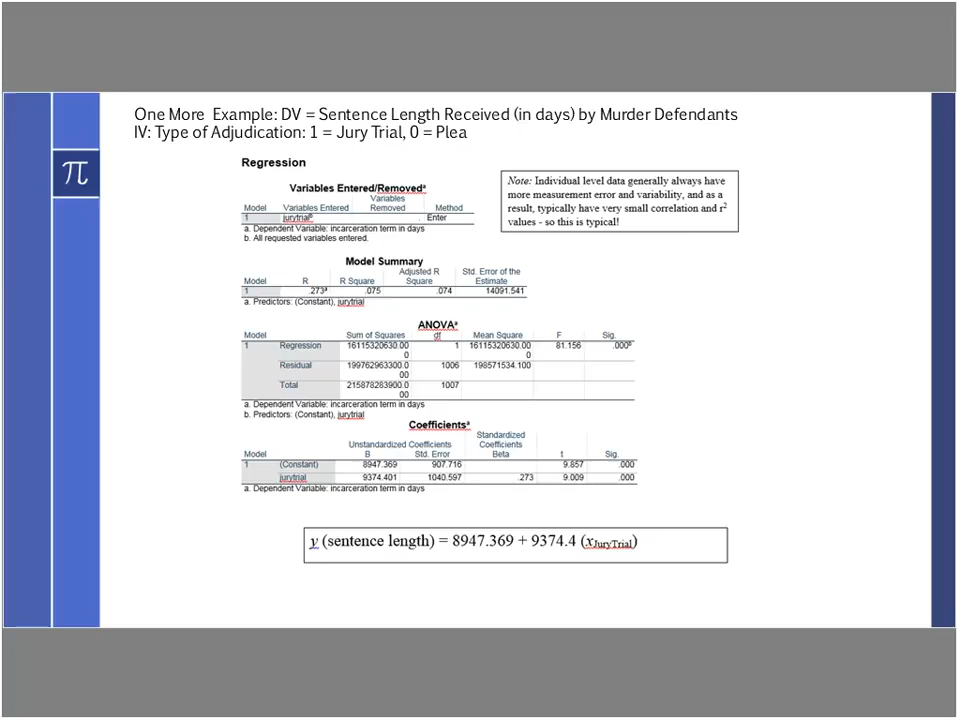 One More Example: DV = Sentence Length Received (in days) by Murder Defendants
IV: Type of Adjudication: 1 = Jury Trial, 0 = Plea
π
Regression
Note: Individual level data generally always have
more measurement error and variability, and as a
result, typically have very small correlation and r²
values - so this is typical!
Variables Entered/Removedᵃ
Model Variables Entered Variables Removed Method
1 jurytrialᵇ . Enter
a. Dependent Variable: incarceration term in days
b. All requested variables entered.
Model Summary
Model R R Square Adjusted R Square Std. Error of the Estimate
1 .273ᵃ .075 .074 14091.541
a. Predictors: (Constant), jurytrial
ANOVAᵃ
Model Sum of Squares df Mean Square F Sig.
1 Regression 16115320630.000 1 16115320630.000 81.156 .000ᵇ
Residual 199762963300.000 1006 198571534.100
Total 215878283900.000 1007
a. Dependent Variable: incarceration term in days
b. Predictors: (Constant), jurytrial
Coefficientsᵃ
Unstandardized Coefficients Standardized Coefficients
Model B Std. Error Beta t Sig.
1 (Constant) 8947.369 907.716 9.857 .000
jurytrial 9374.401 1040.597 .273 9.009 .000
a. Dependent Variable: incarceration term in days
y (sentence length) = 8947.369 + 9374.4 (xJuryTrial)